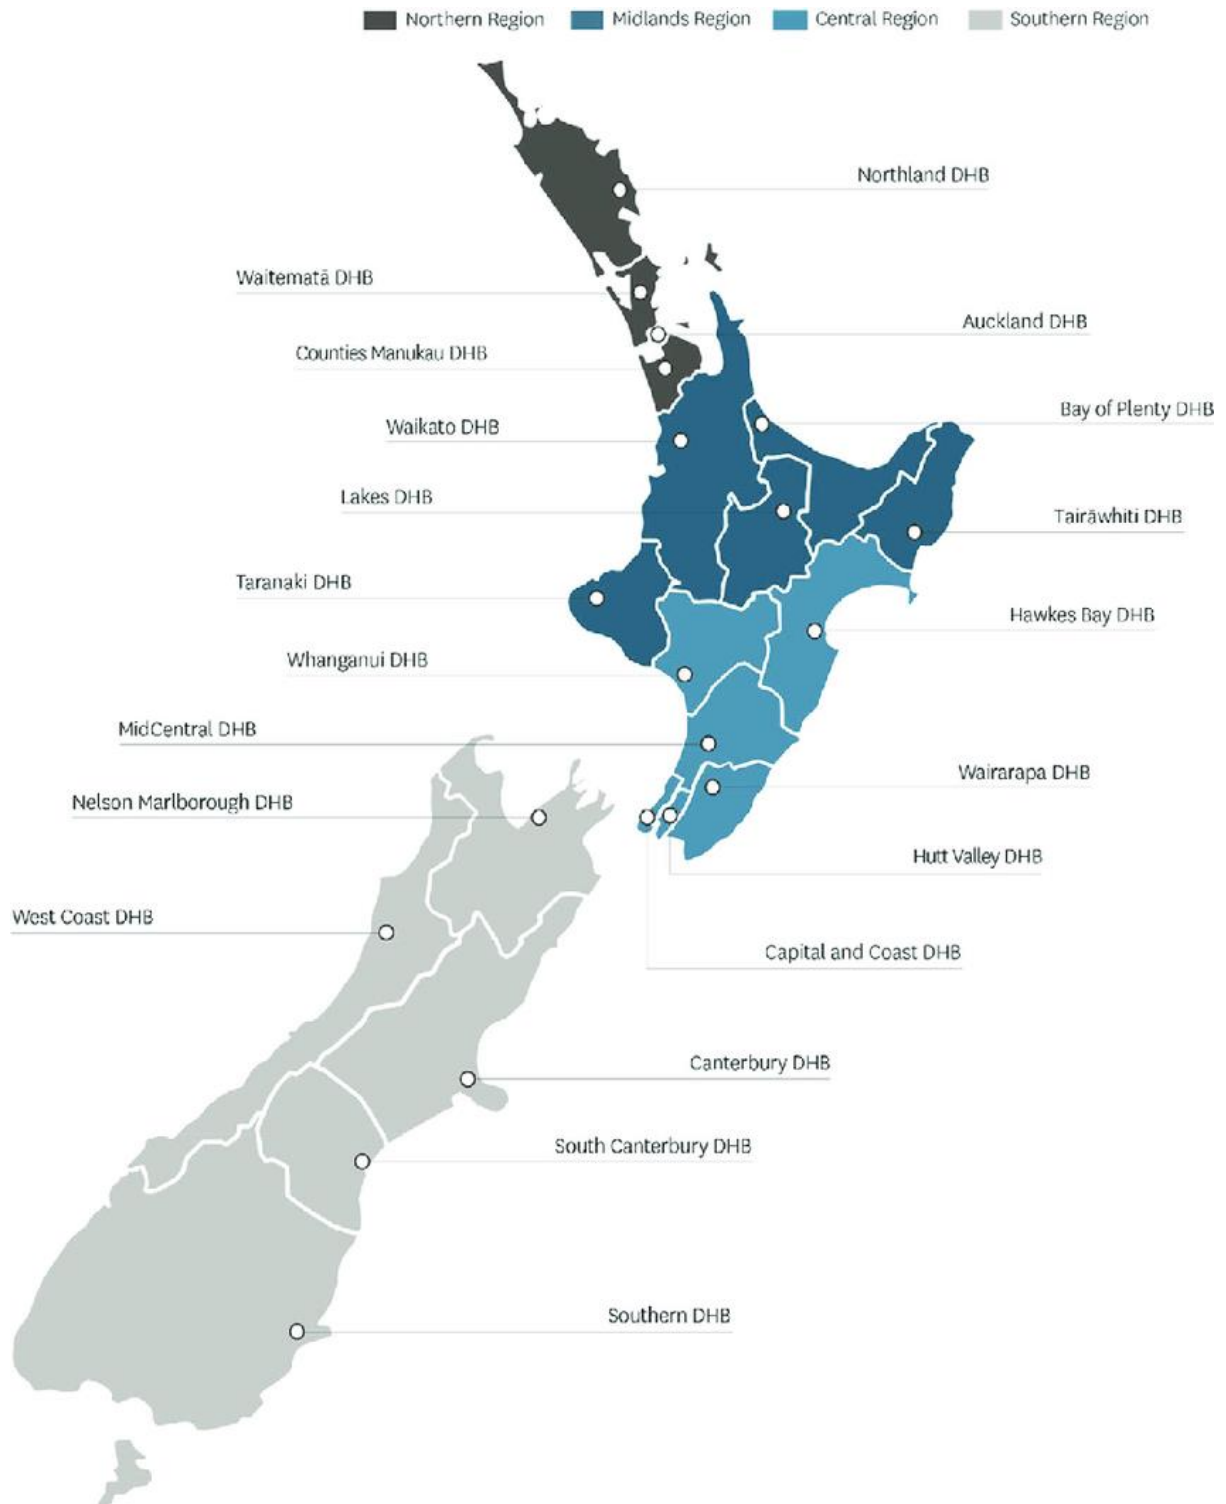 Northern Region Midlands Region Central Region Southern Region
Northland DHB
Waitematā DHB
Auckland DHB
Counties Manukau DHB
Bay of Plenty DHB
Waikato DHB
Lakes DHB
Tairāwhiti DHB
Taranaki DHB
Hawkes Bay DHB
Whanganui DHB
MidCentral DHB
Wairarapa DHB
Nelson Marlborough DHB
Hutt Valley DHB
West Coast DHB
Capital and Coast DHB
Canterbury DHB
South Canterbury DHB
Southern DHB